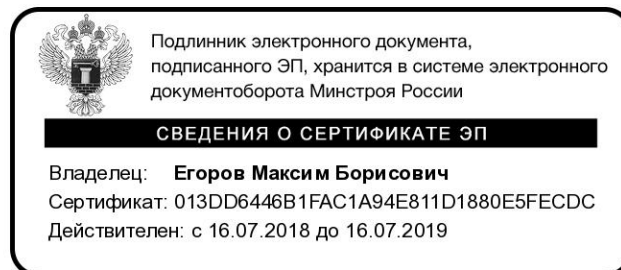 Подлинник электронного документа,
подписанного ЭП, хранится в системе электронного
документоборота Минстроя России
СВЕДЕНИЯ О СЕРТИФИКАТЕ ЭП
Владелец: Егоров Максим Борисович
Сертификат: 013DD6446B1FAC1A94E811D1880E5FECDC
Действителен: с 16.07.2018 до 16.07.2019